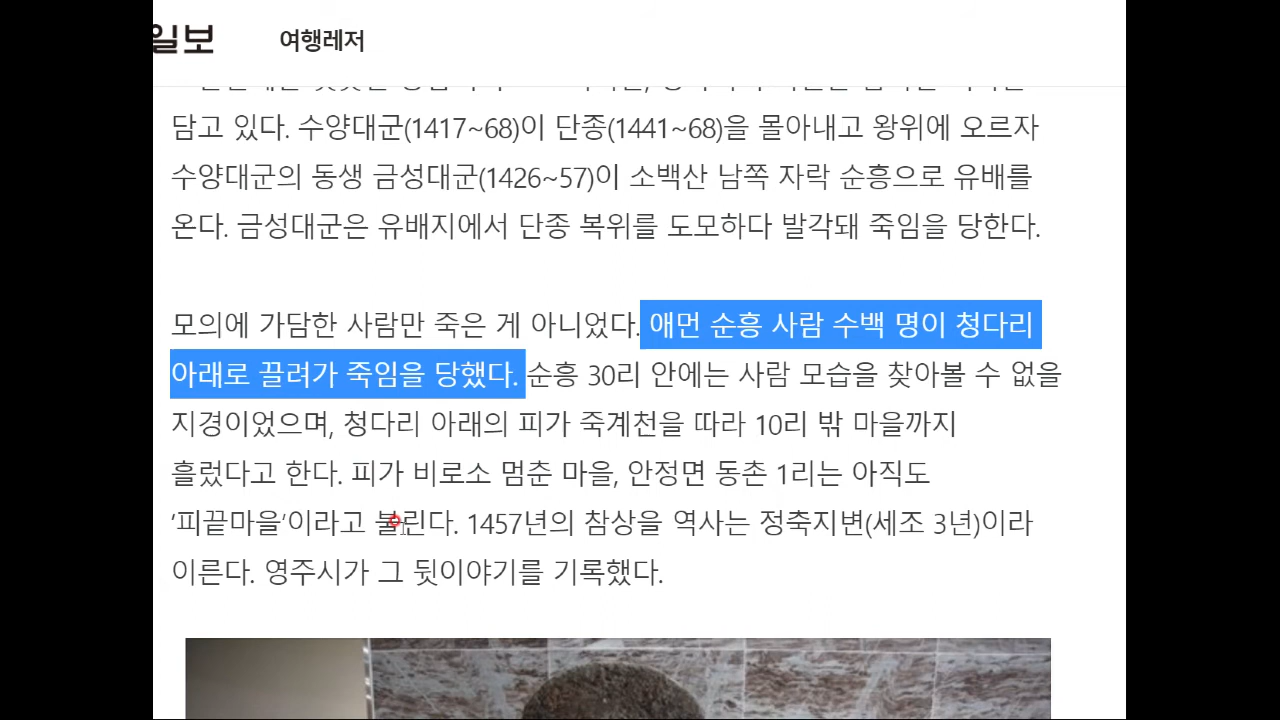 일보
여행레저
담고 있다. 수양대군(1417~68)이 단종(1441~68)을 몰아내고 왕위에 오르자
수양대군의 동생 금성대군(1426~57)이 소백산 남쪽 자락 순흥으로 유배를
온다. 금성대군은 유배지에서 단종 복위를 도모하다 발각돼 죽임을 당한다.
모의에 가담한 사람만 죽은 게 아니었다. 애먼 순흥 사람 수백 명이 청다리
아래로 끌려가 죽임을 당했다. 순흥 30리 안에는 사람 모습을 찾아볼 수 없을
지경이었으며, 청다리 아래의 피가 죽계천을 따라 10리 밖 마을까지
흘렀다고 한다. 피가 비로소 멈춘 마을, 안정면 동촌 1리는 아직도
'피끝마을'이라고 불린다. 1457년의 참상을 역사는 정축지변(세조 3년)이라
이른다. 영주시가 그 뒷이야기를 기록했다.